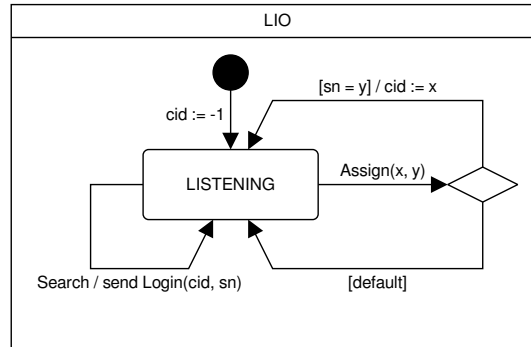 LIO
[sn = y] / cid := x
cid := -1
Assign(x, y)
LISTENING
Search / send Login(cid, sn)
[default]